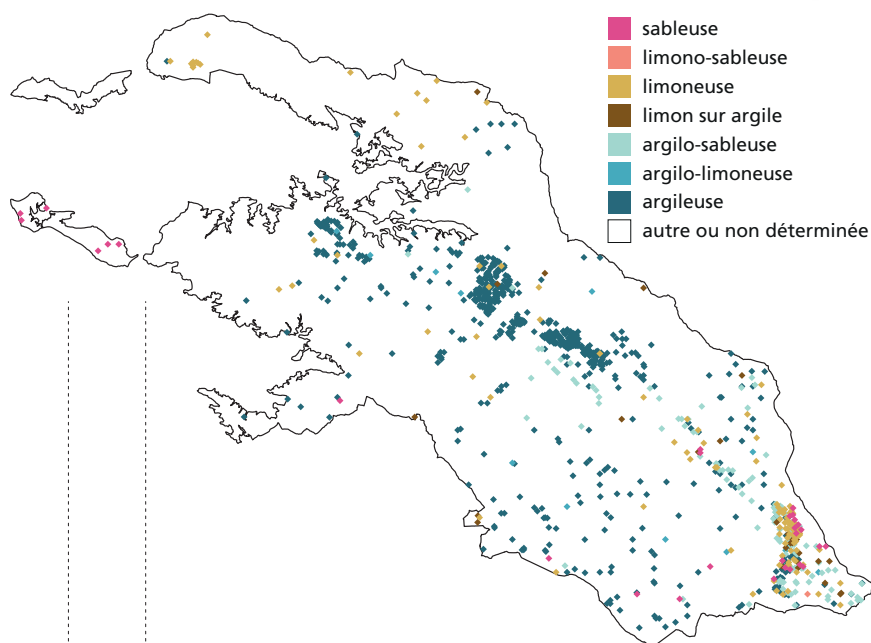 sableuse
limono-sableuse
limoneuse
limon sur argile
argilo-sableuse
argilo-limoneuse
argileuse
autre ou non déterminée